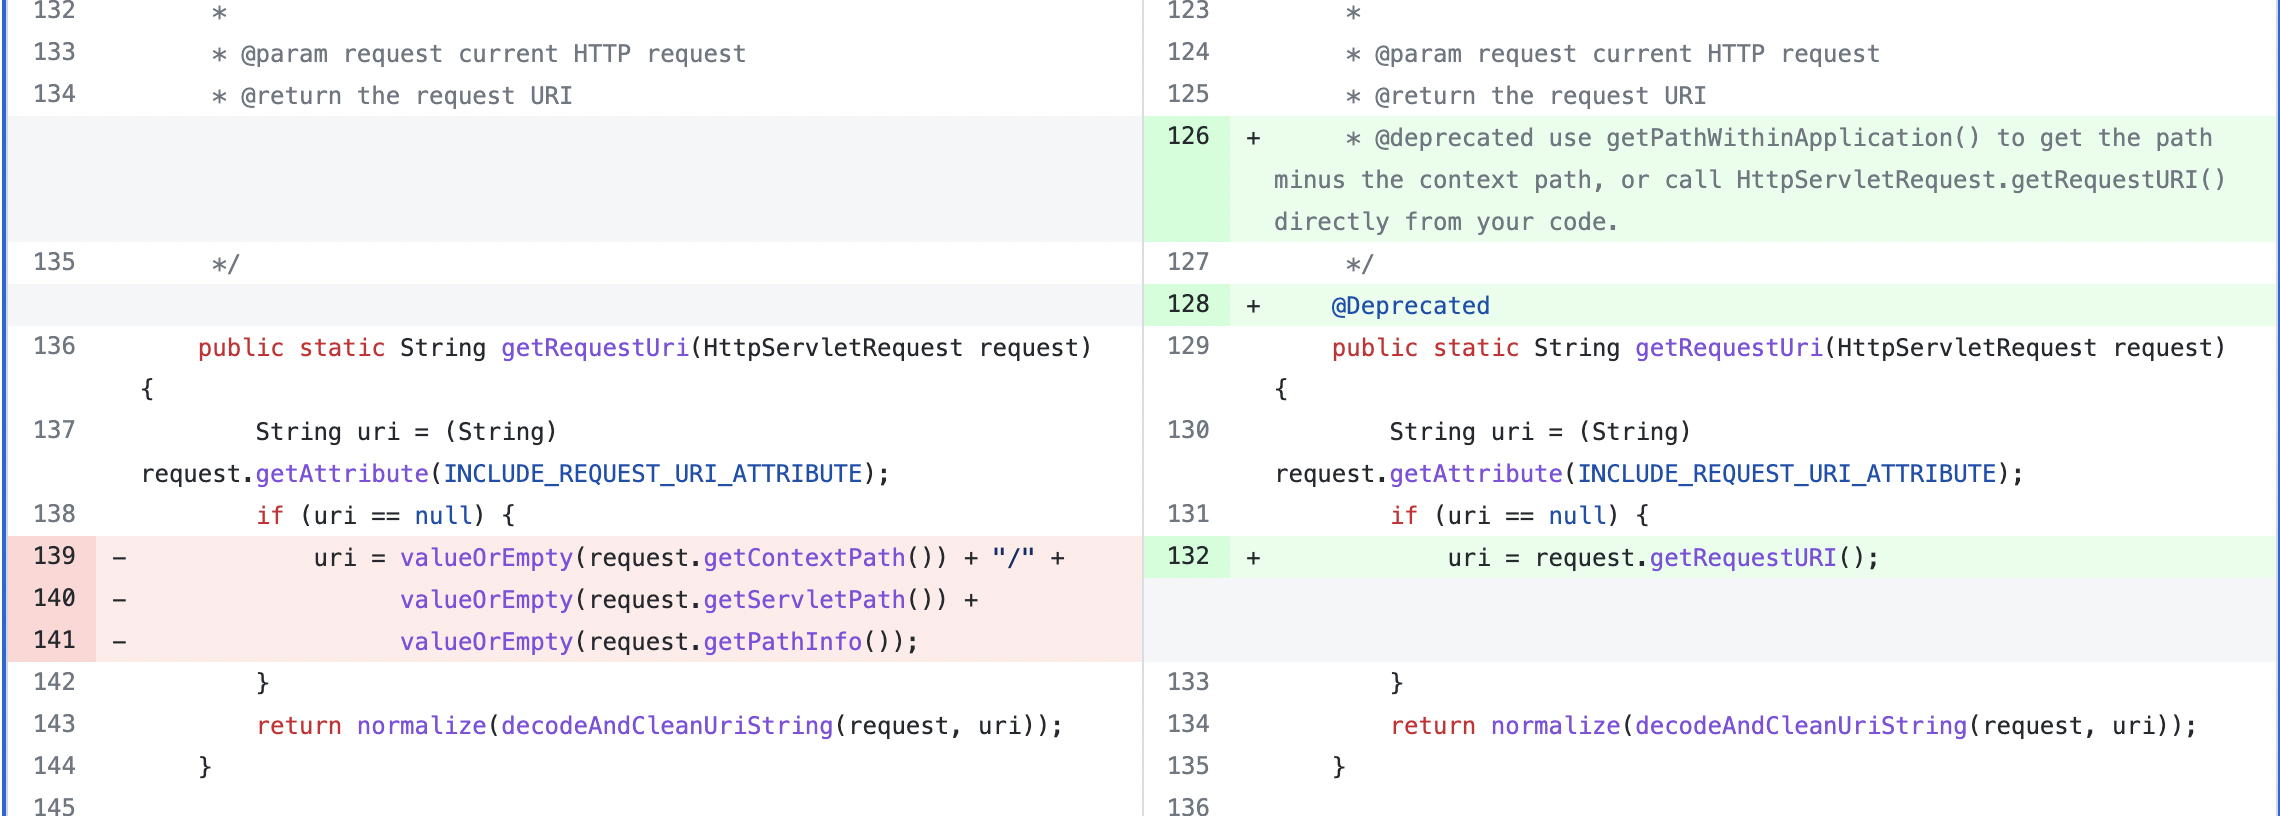 132 *
133 * @param request current HTTP request
134 * @return the request URI
135 */
136 public static String getRequestUri(HttpServletRequest request)
{
137 String uri = (String)
request.getAttribute(INCLUDE_REQUEST_URI_ATTRIBUTE);
138 if (uri == null) {
139 - uri = valueOrEmpty(request.getContextPath()) + "/" +
140 - valueOrEmpty(request.getServletPath()) +
141 - valueOrEmpty(request.getPathInfo());
142 }
143 return normalize(decodeAndCleanUriString(request, uri));
144 }
145
123 *
124 * @param request current HTTP request
125 * @return the request URI
126 + * @deprecated use getPathWithinApplication() to get the path
minus the context path, or call HttpServletRequest.getRequestURI()
directly from your code.
127 */
128 + @Deprecated
129 public static String getRequestUri(HttpServletRequest request)
{
130 String uri = (String)
request.getAttribute(INCLUDE_REQUEST_URI_ATTRIBUTE);
131 if (uri == null) {
132 + uri = request.getRequestURI();
133 }
134 return normalize(decodeAndCleanUriString(request, uri));
135 }
136